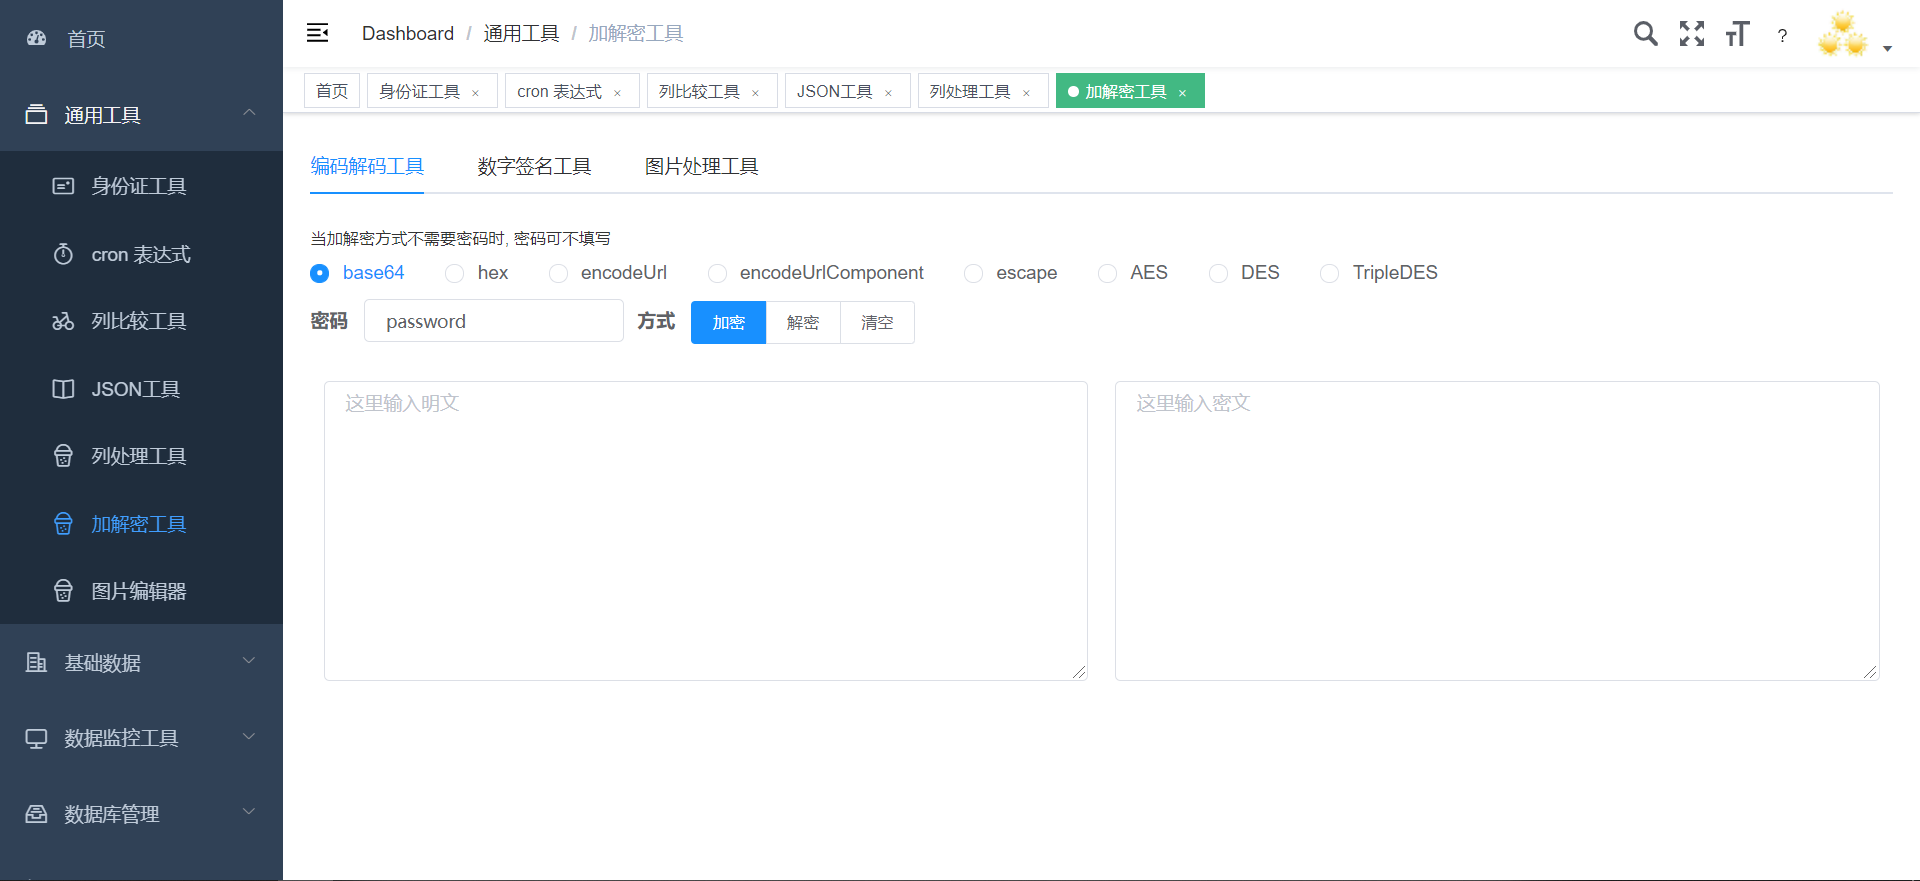 首页
通用工具
身份证工具
cron 表达式
列比较工具
JSON工具
列处理工具
加解密工具
图片编辑器
基础数据
数据监控工具
数据库管理
Dashboard / 通用工具 / 加解密工具
?
首页 身份证工具 × cron 表达式 × 列比较工具 × JSON工具 × 列处理工具 × 加解密工具 ×
编码解码工具 数字签名工具 图片处理工具
当加解密方式不需要密码时, 密码可不填写
base64 hex encodeUrl encodeUrlComponent escape AES DES TripleDES
密码 password 方式 加密 解密 清空
这里输入明文 这里输入密文